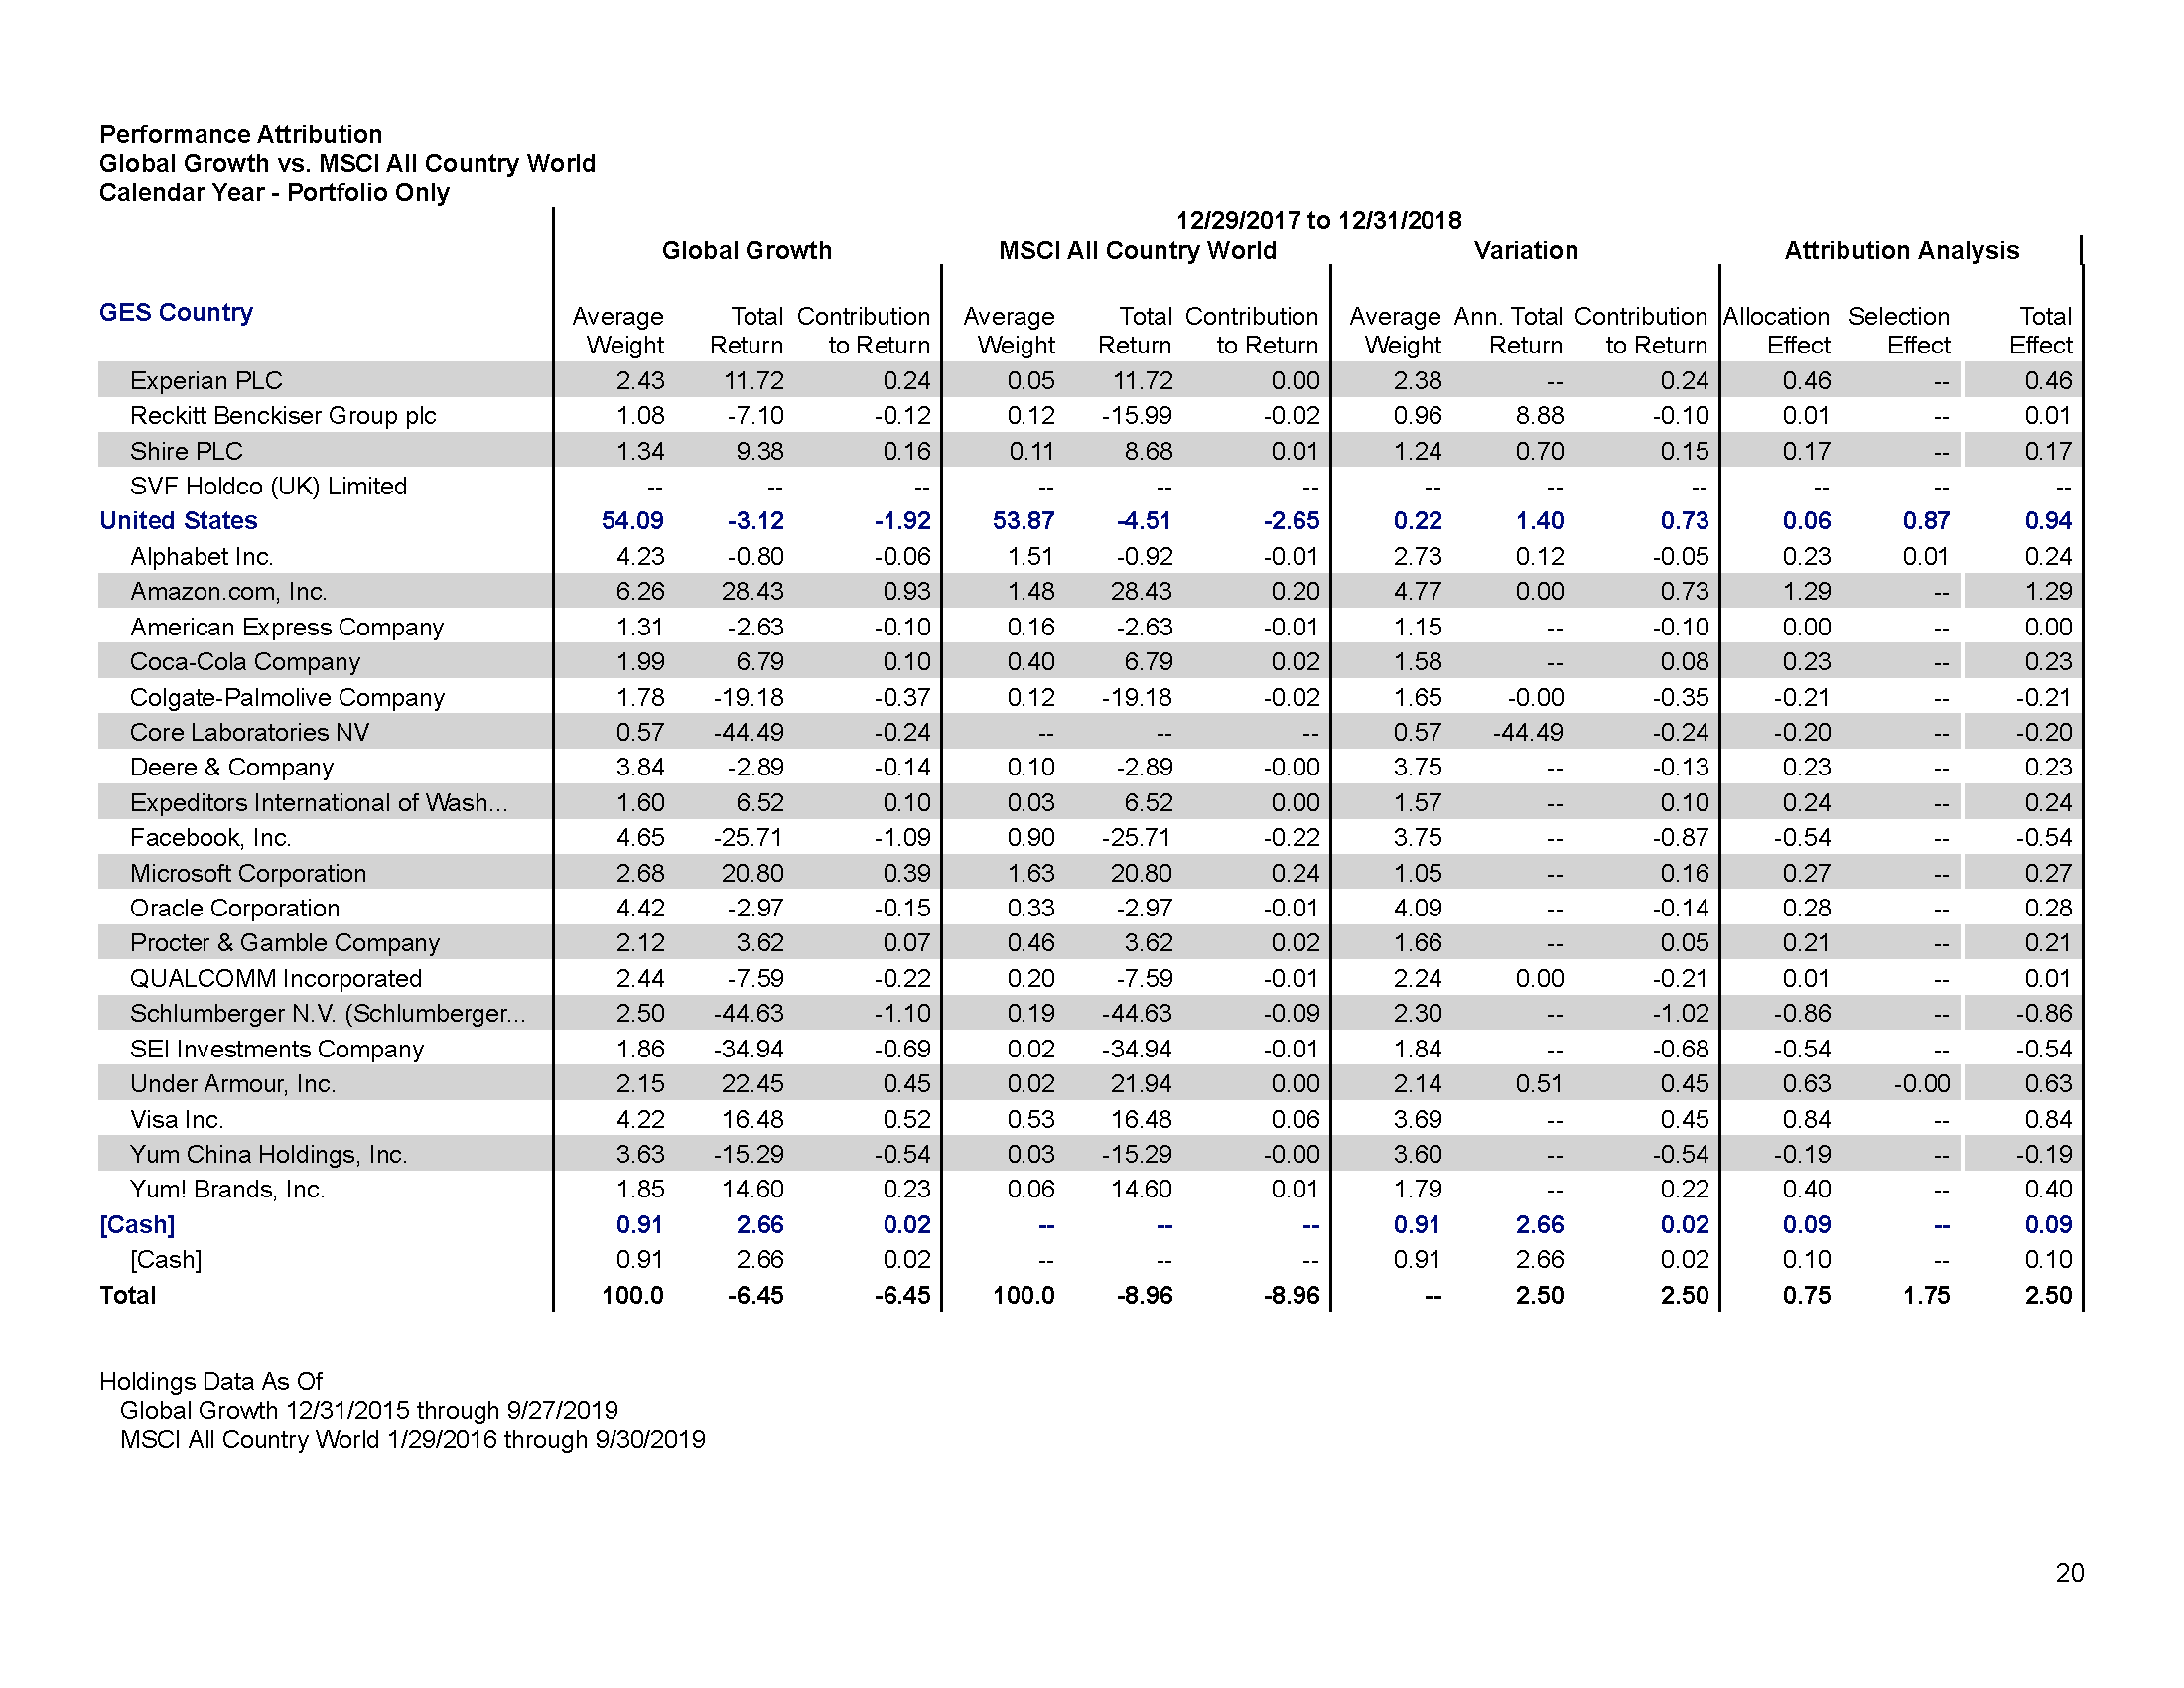 Performance Attribution
Global Growth vs. MSCI All Country World
Calendar Year - Portfolio Only
12/29/2017 to 12/31/2018
Global Growth MSCI All Country World Variation Attribution Analysis
GES Country Average Total Contribution Average Total Contribution Average Ann. Total Contribution Allocation Selection Total
Weight Return to Return Weight Return to Return Weight Return to Return Effect Effect Effect
Experian PLC 2.43 11.72 0.24 0.05 11.72 0.00 2.38 -- 0.24 0.46 -- 0.46
Reckitt Benckiser Group plc 1.08 -7.10 -0.12 0.12 -15.99 -0.02 0.96 8.88 -0.10 0.01 -- 0.01
Shire PLC 1.34 9.38 0.16 0.11 8.68 0.01 1.24 0.70 0.15 0.17 -- 0.17
SVF Holdco (UK) Limited -- -- -- -- -- -- -- -- -- -- -- --
United States 54.09 -3.12 -1.92 53.87 -4.51 -2.65 0.22 1.40 0.73 0.06 0.87 0.94
Alphabet Inc. 4.23 -0.80 -0.06 1.51 -0.92 -0.01 2.73 0.12 -0.05 0.23 0.01 0.24
Amazon.com, Inc. 6.26 28.43 0.93 1.48 28.43 0.20 4.77 0.00 0.73 1.29 -- 1.29
American Express Company 1.31 -2.63 -0.10 0.16 -2.63 -0.01 1.15 -- -0.10 0.00 -- 0.00
Coca-Cola Company 1.99 6.79 0.10 0.40 6.79 0.02 1.58 -- 0.08 0.23 -- 0.23
Colgate-Palmolive Company 1.78 -19.18 -0.37 0.12 -19.18 -0.02 1.65 -0.00 -0.35 -0.21 -- -0.21
Core Laboratories NV 0.57 -44.49 -0.24 -- -- -- 0.57 -44.49 -0.24 -0.20 -- -0.20
Deere & Company 3.84 -2.89 -0.14 0.10 -2.89 -0.00 3.75 -- -0.13 0.23 -- 0.23
Expeditors International of Wash... 1.60 6.52 0.10 0.03 6.52 0.00 1.57 -- 0.10 0.24 -- 0.24
Facebook, Inc. 4.65 -25.71 -1.09 0.90 -25.71 -0.22 3.75 -- -0.87 -0.54 -- -0.54
Microsoft Corporation 2.68 20.80 0.39 1.63 20.80 0.24 1.05 -- 0.16 0.27 -- 0.27
Oracle Corporation 4.42 -2.97 -0.15 0.33 -2.97 -0.01 4.09 -- -0.14 0.28 -- 0.28
Procter & Gamble Company 2.12 3.62 0.07 0.46 3.62 0.02 1.66 -- 0.05 0.21 -- 0.21
QUALCOMM Incorporated 2.44 -7.59 -0.22 0.20 -7.59 -0.01 2.24 0.00 -0.21 0.01 -- 0.01
Schlumberger N.V. (Schlumberger... 2.50 -44.63 -1.10 0.19 -44.63 -0.09 2.30 -- -1.02 -0.86 -- -0.86
SEI Investments Company 1.86 -34.94 -0.69 0.02 -34.94 -0.01 1.84 -- -0.68 -0.54 -- -0.54
Under Armour, Inc. 2.15 22.45 0.45 0.02 21.94 0.00 2.14 0.51 0.45 0.63 -0.00 0.63
Visa Inc. 4.22 16.48 0.52 0.53 16.48 0.06 3.69 -- 0.45 0.84 -- 0.84
Yum China Holdings, Inc. 3.63 -15.29 -0.54 0.03 -15.29 -0.00 3.60 -- -0.54 -0.19 -- -0.19
Yum! Brands, Inc. 1.85 14.60 0.23 0.06 14.60 0.01 1.79 -- 0.22 0.40 -- 0.40
[Cash] 0.91 2.66 0.02 -- -- -- 0.91 2.66 0.02 0.09 -- 0.09
[Cash] 0.91 2.66 0.02 -- -- -- 0.91 2.66 0.02 0.10 -- 0.10
Total 100.0 -6.45 -6.45 100.0 -8.96 -8.96 -- 2.50 2.50 0.75 1.75 2.50
Holdings Data As Of
Global Growth 12/31/2015 through 9/27/2019
MSCI All Country World 1/29/2016 through 9/30/2019
20